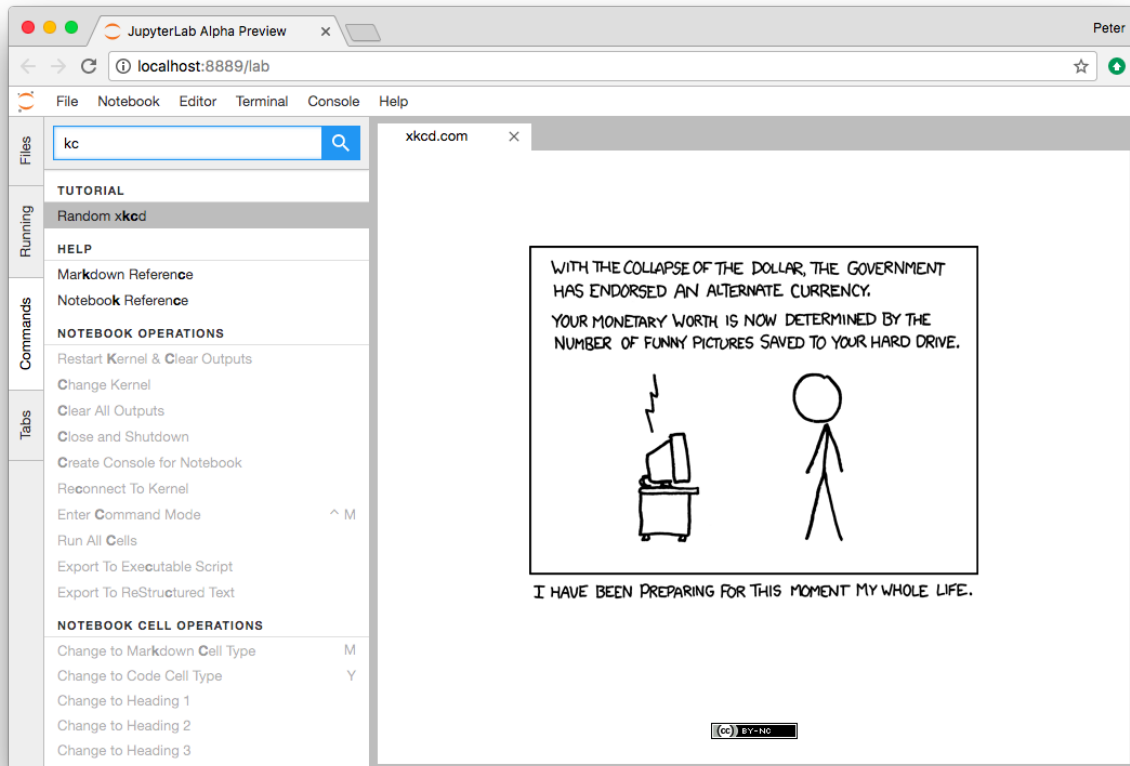 JupyterLab Alpha Preview
Peter
localhost:8889/lab
File Notebook Editor Terminal Console Help
Files
Running
Commands
Tabs
kc
TUTORIAL
Random xkcd
HELP
Markdown Reference
Notebook Reference
NOTEBOOK OPERATIONS
Restart Kernel & Clear Outputs
Change Kernel
Clear All Outputs
Close and Shutdown
Create Console for Notebook
Reconnect To Kernel
Enter Command Mode ^ M
Run All Cells
Export To Executable Script
Export To ReStructured Text
NOTEBOOK CELL OPERATIONS
Change to Markdown Cell Type M
Change to Code Cell Type Y
Change to Heading 1
Change to Heading 2
Change to Heading 3
xkcd.com
WITH THE COLLAPSE OF THE DOLLAR, THE GOVERNMENT
HAS ENDORSED AN ALTERNATE CURRENCY.
YOUR MONETARY WORTH IS NOW DETERMINED BY THE
NUMBER OF FUNNY PICTURES SAVED TO YOUR HARD DRIVE.
I HAVE BEEN PREPARING FOR THIS MOMENT MY WHOLE LIFE.
(cc) BY-NC